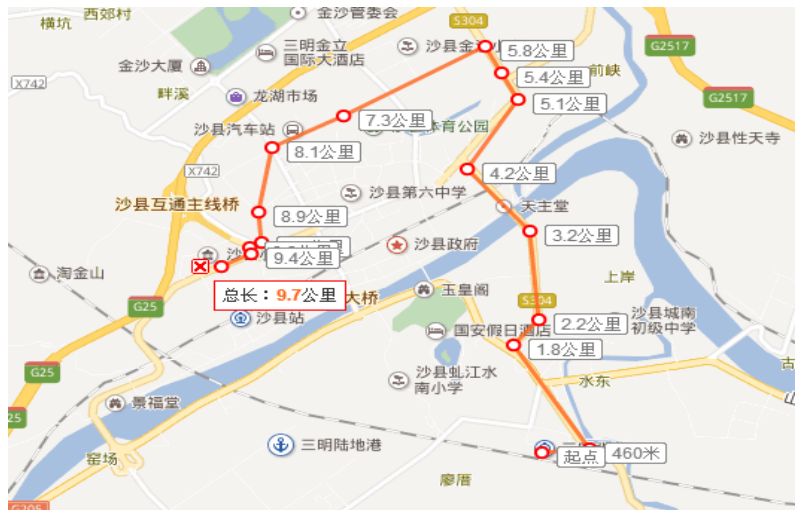 横坑
西郊村
金沙管委会
S304
三明金立
国际大酒店
5.8公里
G2517
金沙大厦
5.4公里
前峡
X742
畔溪
龙湖市场
5.1公里
G2517
7.3公里
沙县汽车站
体育公园
沙县性天寺
8.1公里
4.2公里
X742
沙县第六中学
沙县互通主线桥
天主堂
8.9公里
3.2公里
沙县政府
9.4公里
淘金山
上岸
总长：9.7公里
大桥
玉皇阁
S304
G25
沙县站
2.2公里
沙县城南
初级中学
国安假日酒店
1.8公里
古
G25
沙县虬江水
南小学
水东
山
景福堂
25
三明陆地港
起点
460米
窑场
廖厝
G205